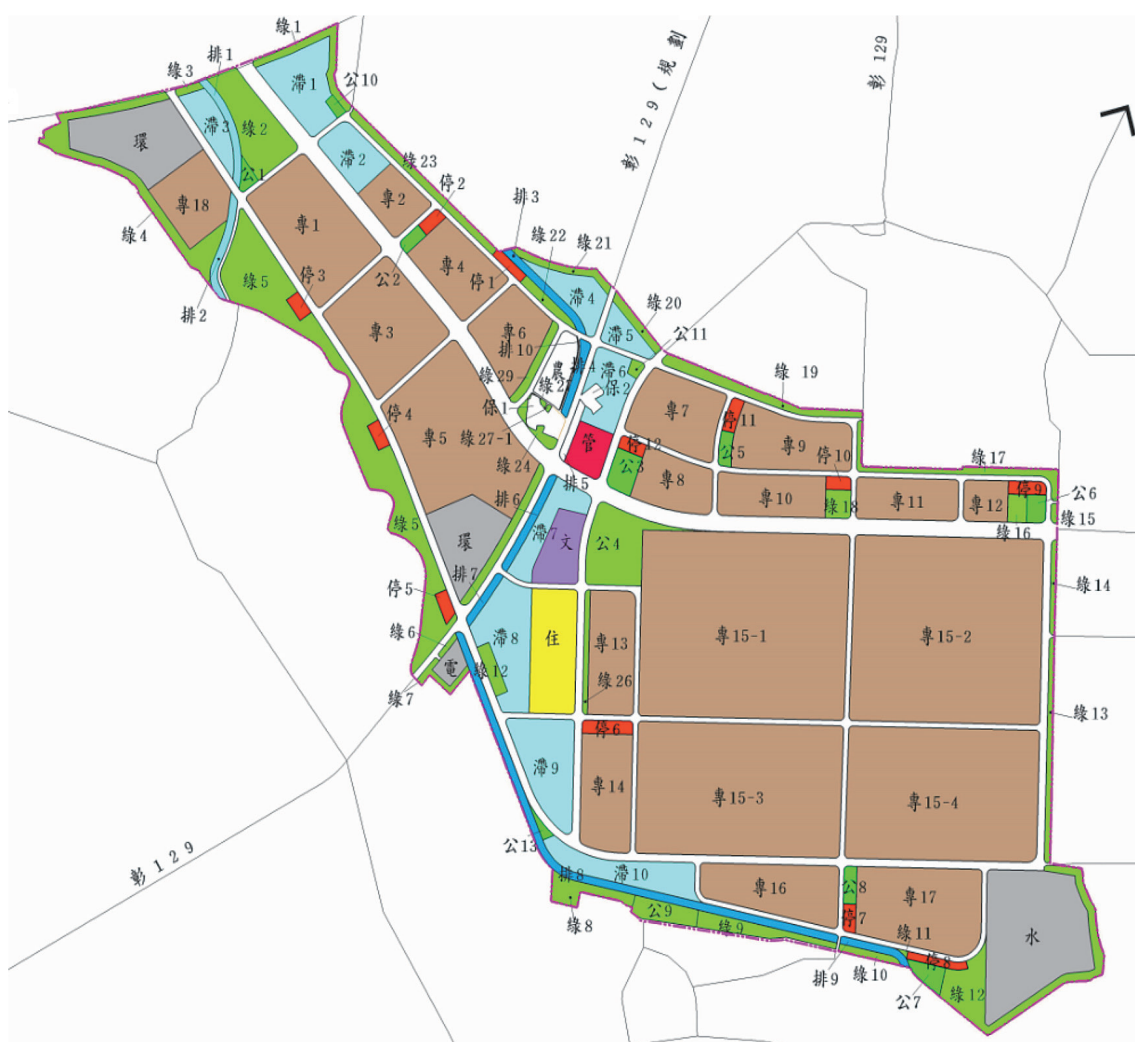 綠1
排1
綠3
滯1
公10
彰129(規劃)
彰129
滯3
綠2
環
滯2
綠23
停2
公1
專2
排3
專18
專1
綠22
綠21
綠4
綠5
停3
公2
專4
停1
滯4
綠20
排2
專3
專6
滯5
公11
排10
農
排4
滯6
保2
綠29
綠19
保1
專7
停11
停4
專5
綠27-1
管
停12
公5
專9
停10
綠17
綠24
公3
專8
排5
專10
綠18
專11
專12
停9
公6
綠16
綠15
排6
綠5
環
滯7
文
公4
綠14
排7
停5
滯8
住
專13
專15-1
專15-2
綠6
電
綠12
綠26
綠7
綠13
停6
滯9
專14
專15-3
專15-4
公13
彰129
排8
滯10
專16
公8
專17
綠8
公9
綠9
停7
水
綠11
排9
綠10
停8
公7
綠12